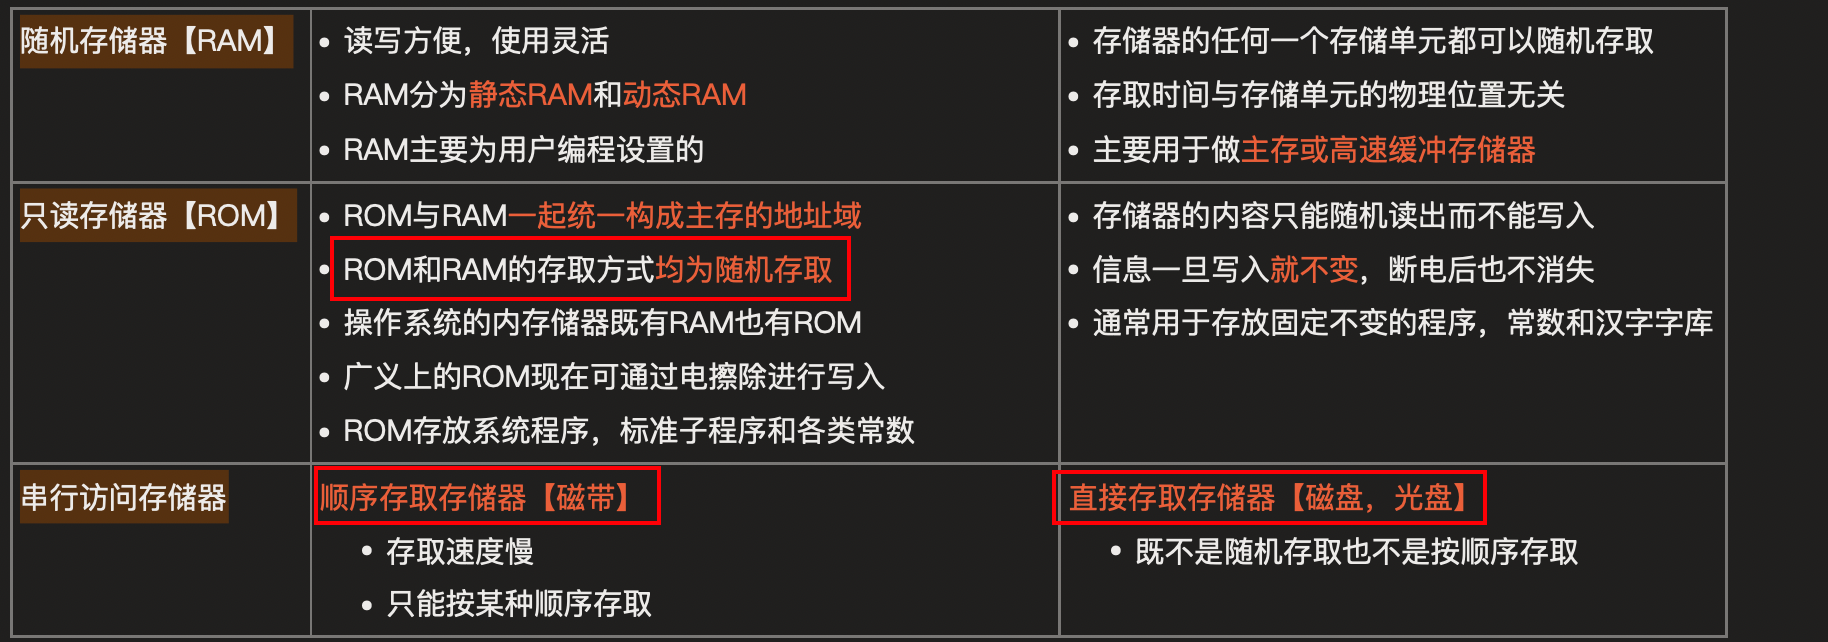 随机存储器【RAM】
• 读写方便，使用灵活
• RAM分为静态RAM和动态RAM
• RAM主要为用户编程设置的
• 存储器的任何一个存储单元都可以随机存取
• 存取时间与存储单元的物理位置无关
• 主要用于做主存或高速缓冲存储器
只读存储器【ROM】
• ROM与RAM一起统一构成主存的地址域
• ROM和RAM的存取方式均为随机存取
• 操作系统的内存储器既有RAM也有ROM
• 广义上的ROM现在可通过电擦除进行写入
• ROM存放系统程序，标准子程序和各类常数
• 存储器的内容只能随机读出而不能写入
• 信息一旦写入就不变，断电后也不消失
• 通常用于存放固定不变的程序，常数和汉字字库
串行访问存储器
顺序存取存储器【磁带】
• 存取速度慢
• 只能按某种顺序存取
直接存取存储器【磁盘，光盘】
• 既不是随机存取也不是按顺序存取